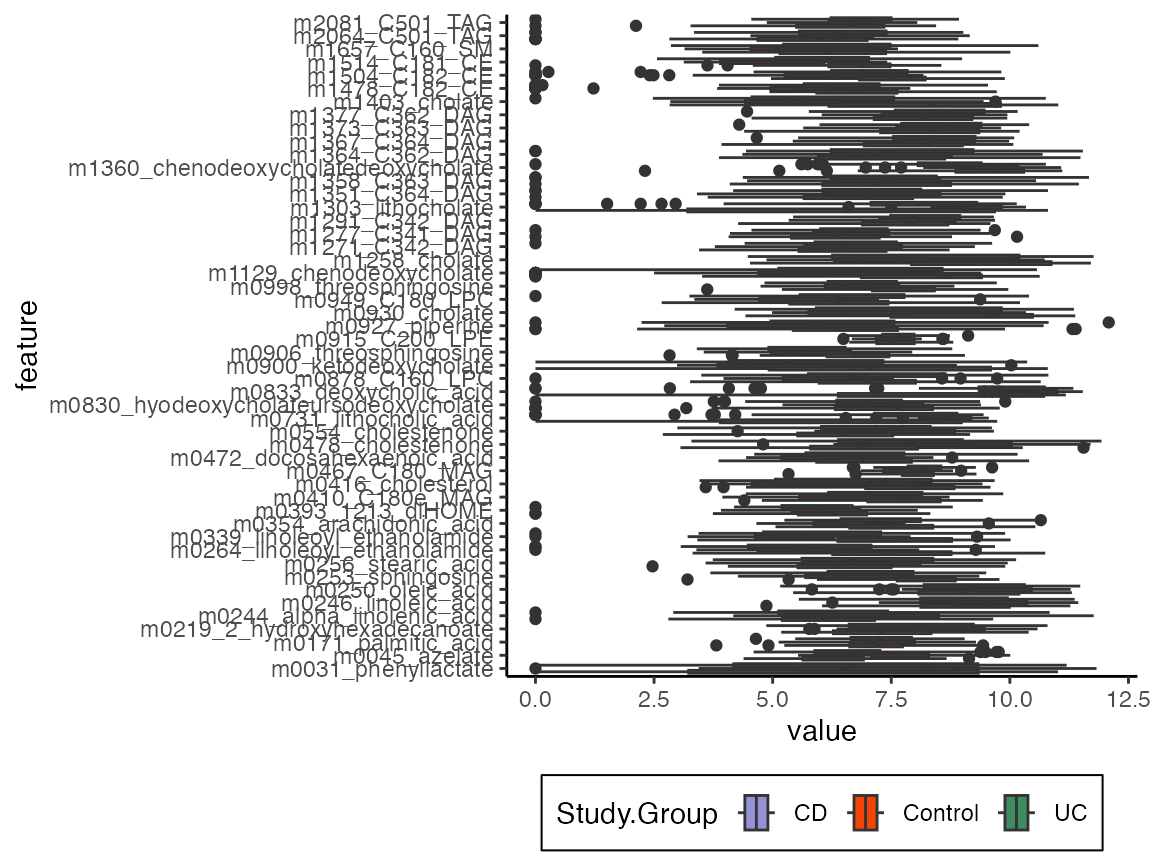 m2081_C501_TAG
m2064_C501_TAG
m1657_C160_SM
m1514_C181_CE
m1504_C182_CE
m1478_C182_CE
m1403_cholate
m1377_C362_DAG
m1373_C363_DAG
m1367_C364_DAG
m1364_C362_DAG
m1360_chenodeoxycholatedeoxycholate
m1358_C363_DAG
m1351_C364_DAG
m1303_lithocholate
m1291_C342_DAG
m1277_C341_DAG
m1271_C342_DAG
m1258_cholate
m1129_chenodeoxycholate
m0998_threosphingosine
m0949_C180_LPC
m0930_cholate
m0927_piperine
m0915_C200_LPE
m0906_threosphingosine
m0900_ketodeoxycholate
m0878_C160_LPC
m0833_deoxycholic_acid
m0830_hyodeoxycholateursodeoxycholate
m0731_lithocholic_acid
m0554_cholestenone
m0478_cholestenone
m0472_docosahexaenoic_acid
m0467_C180_MAG
m0416_cholesterol
m0410_C180e_MAG
m0393_1213_diHOME
m0354_arachidonic_acid
m0339_linoleoyl_ethanolamide
m0264_linoleoyl_ethanolamide
m0256_stearic_acid
m0253_sphingosine
m0250_oleic_acid
m0246_linoleic_acid
m0244_alpha_linolenic_acid
m0219_2_hydroxyhexadecanoate
m0171_palmitic_acid
m0045_azelate
m0031_phenyllactate
feature
0.0 2.5 5.0 7.5 10.0 12.5
value
Study.Group CD Control UC